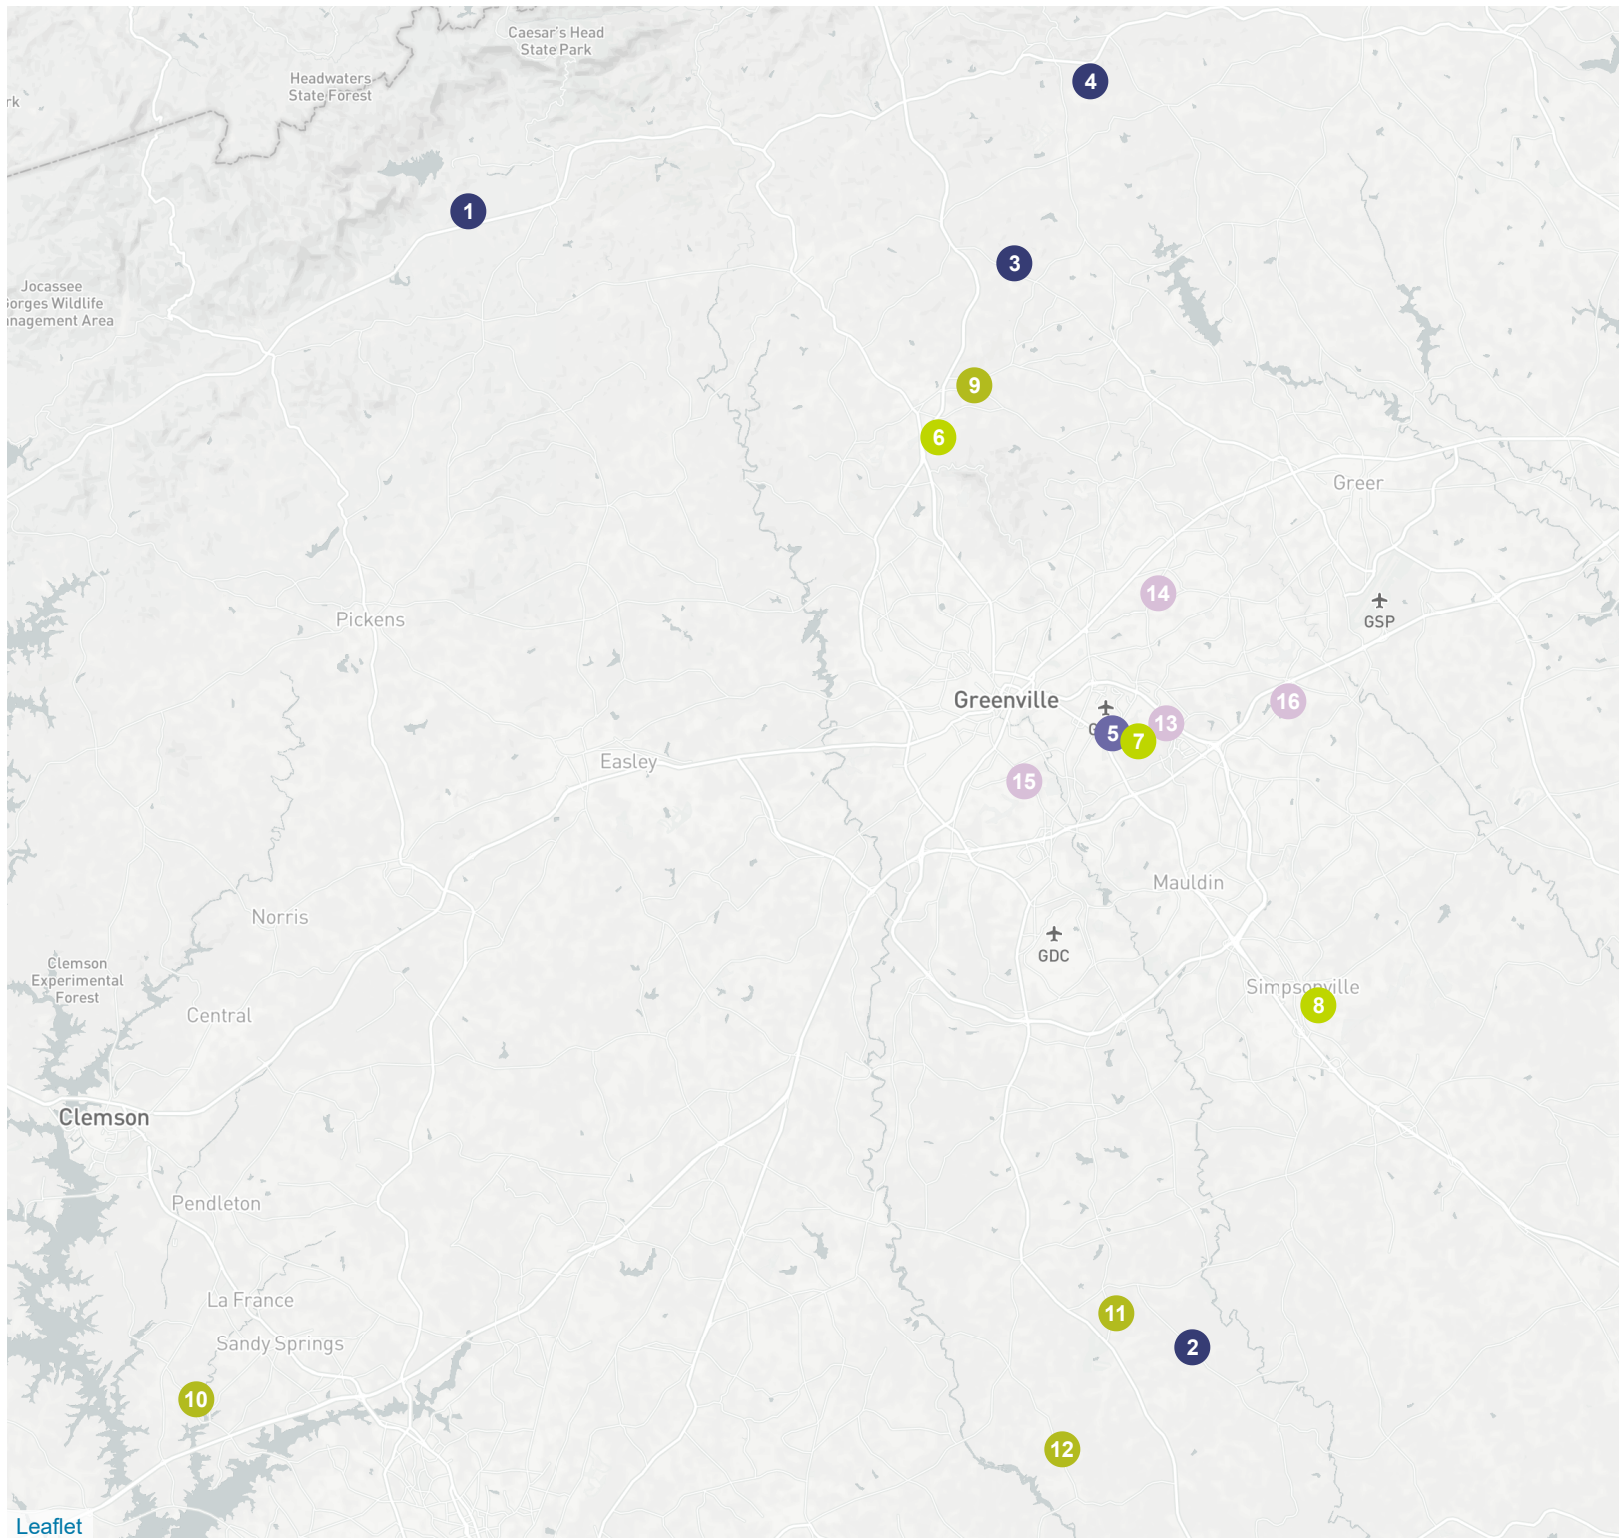 Caesar's Head
State Park
Headwaters
State Forest
rk
4
1
3
Jocassee
Gorges Wildlife
nagement Area
9
6
Greer
14
Pickens
GSP
Greenville
16
13
5
7
Easley
15
Mauldin
Norris
GDC
Clemson
Experimental
Forest
Simpsonville
8
Central
Clemson
Pendleton
La France
11
Sandy Springs
2
10
12
Leaflet